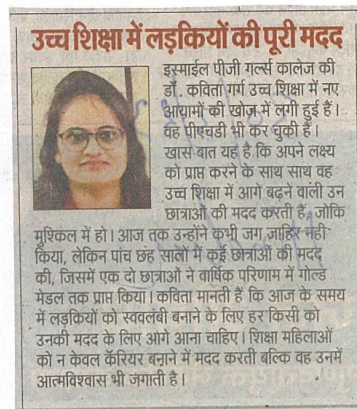 उच्च शिक्षा में लड़कियों की पूरी मदद
इस्माईल पीजी गर्ल्स कालेज की
डॉ. कविता गर्ग उच्च शिक्षा में नए
आयामों की खोज में लगी हुई हैं।
वह पीएचडी भी कर चुकी हैं।
खास बात यह है कि अपने लक्ष्य
को प्राप्त करने के साथ साथ वह
उच्च शिक्षा में आगे बढ़ने वाली उन
छात्राओं की मदद करती हैं, जोकि
मुश्किल में हो। आज तक उन्होंने कभी जग जाहिर नहीं
किया, लेकिन पांच छह सालों में कई छात्राओं की मदद
की, जिसमें एक दो छात्राओं ने वार्षिक परिणाम में गोल्ड
मेडल तक प्राप्त किया। कविता मानती हैं कि आज के समय
में लड़कियों को स्वावलंबी बनाने के लिए हर किसी को
उनकी मदद के लिए आगे आना चाहिए। शिक्षा महिलाओं
को न केवल कॅरियर बनाने में मदद करती बल्कि वह उनमें
आत्मविश्वास भी जगाती है।